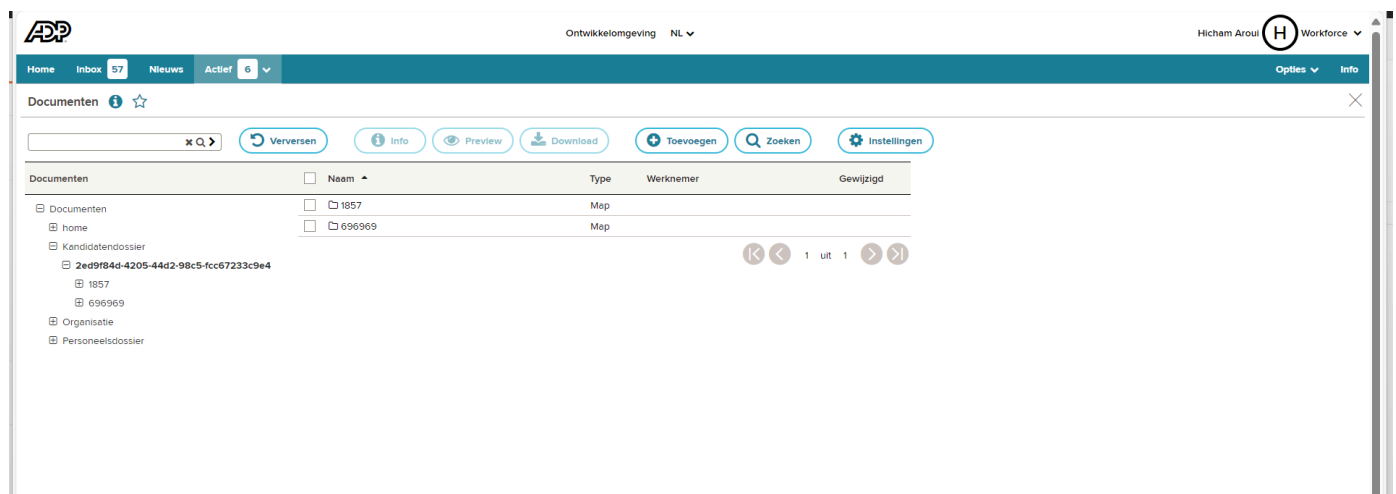 ADP
Ontwikkelomgeving NL
Hicham Aroui H Workforce
Home Inbox 57 Nieuws Actief 6
Opties Info
Documenten
Verversen Info Preview Download Toevoegen Zoeken Instellingen
Documenten Naam Type Werknemer Gewijzigd
Documenten
home
Kandidatendossier
2ed9f84d-4205-44d2-98c5-fcc67233c9e4
1857
696969
Organisatie
Personeelsdossier
1857 Map
696969 Map
1 uit 1